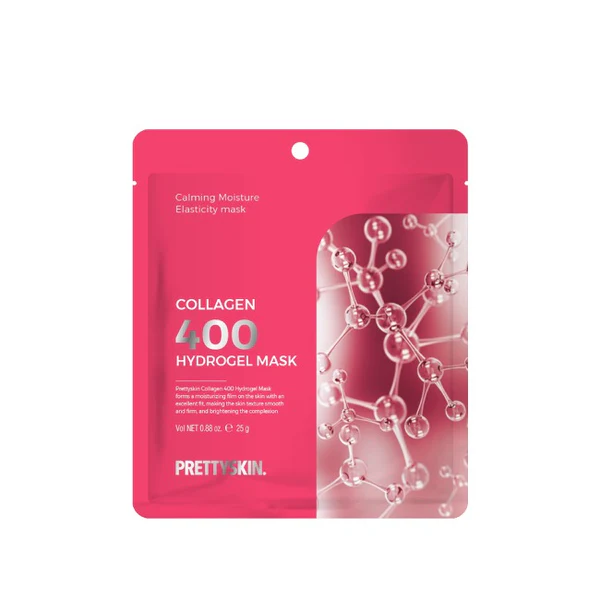 Calming Moisture
Elasticity mask
COLLAGEN
400
HYDROGEL MASK
Prettyskin Collagen 400 Hydrogel Mask
forms a moisturizing film on the skin with an
excellent fit, making the skin texture smooth
and firm, and brightening the complexion
Vol NET 0.88 oz. ℮ 25 g
PRETTYSKIN.